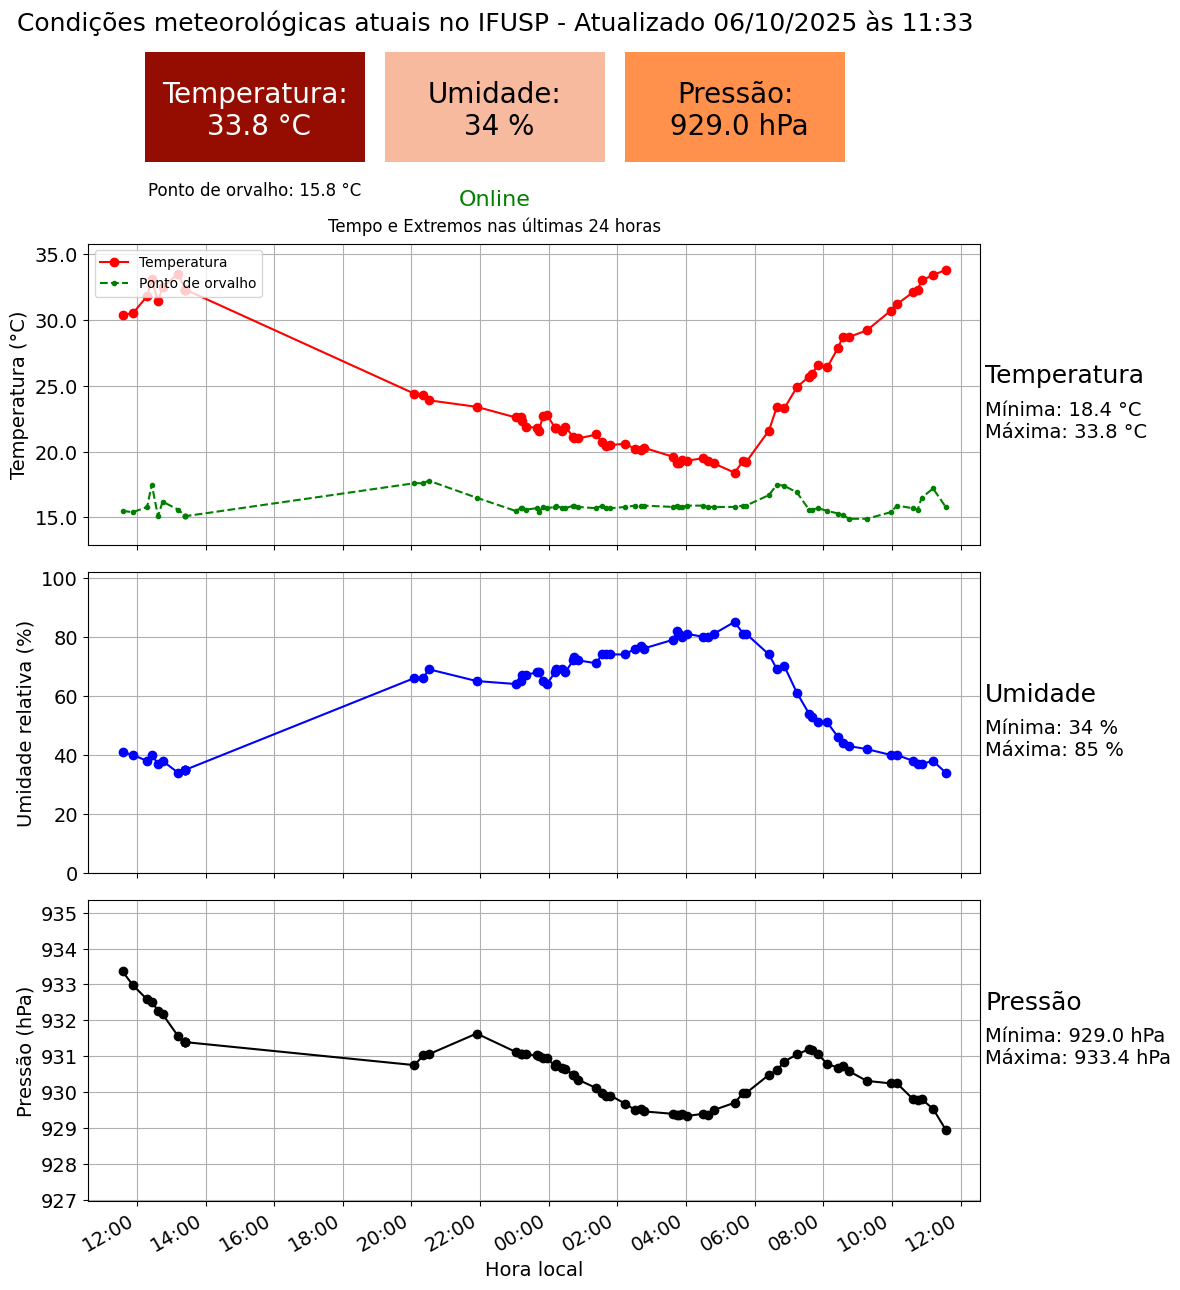 Condições meteorológicas atuais no IFUSP - Atualizado 06/10/2025 às 11:33
Temperatura:
33.8 °C
Umidade:
34 %
Pressão:
929.0 hPa
Ponto de orvalho: 15.8 °C
Online
Tempo e Extremos nas últimas 24 horas
Temperatura (°C)
35.0
30.0
25.0
20.0
15.0
Temperatura
Ponto de orvalho
Temperatura
Mínima: 18.4 °C
Máxima: 33.8 °C
Umidade relativa (%)
100
80
60
40
20
0
Umidade
Mínima: 34 %
Máxima: 85 %
Pressão (hPa)
935
934
933
932
931
930
929
928
927
Pressão
Mínima: 929.0 hPa
Máxima: 933.4 hPa
12:00
14:00
16:00
18:00
20:00
22:00
00:00
02:00
04:00
06:00
08:00
10:00
12:00
Hora local